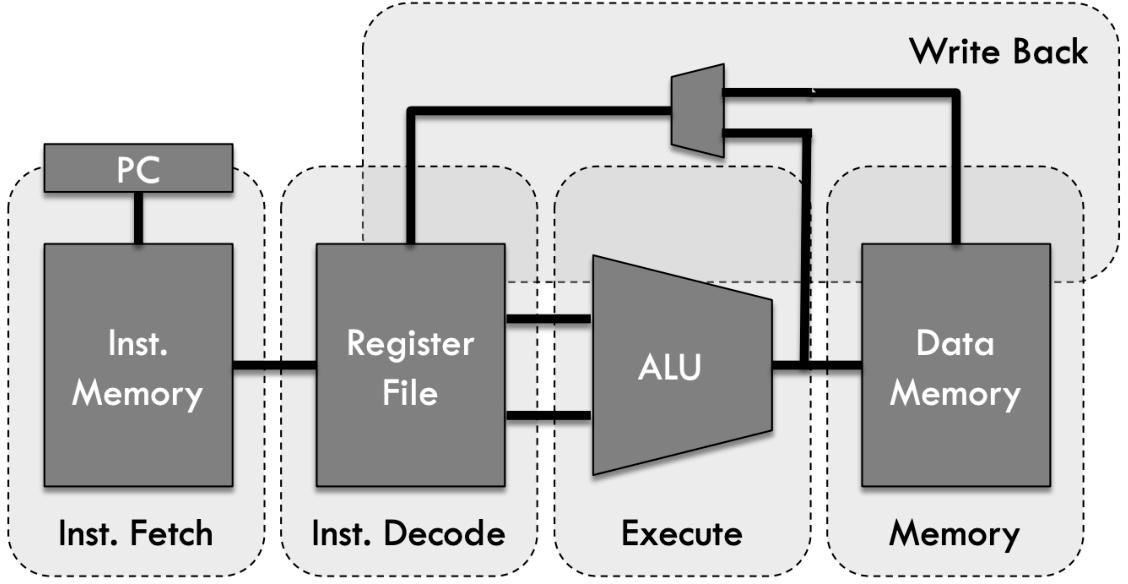 Write Back
PC
Inst.
Memory
Register
File
ALU
Data
Memory
Inst. Fetch
Inst. Decode
Execute
Memory